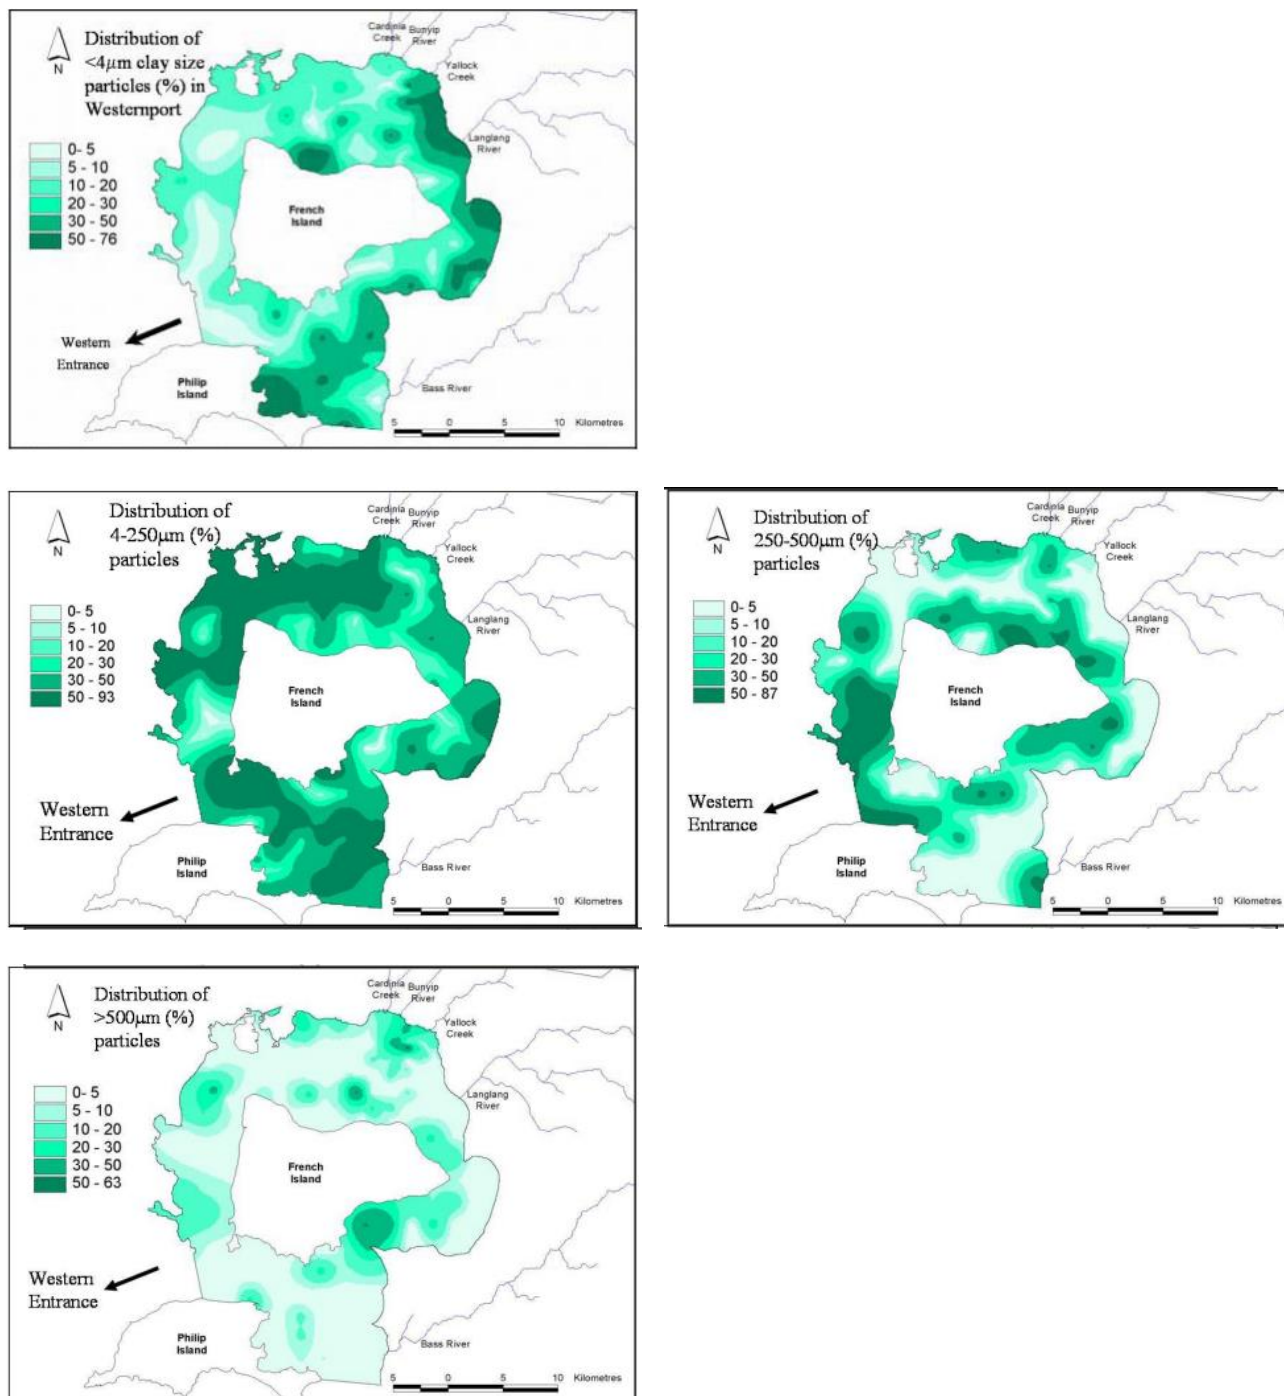 Distribution of
<4μm clay size
particles (%) in
Westernport
N
0- 5
5 - 10
10 - 20
20 - 30
30 - 50
50 - 76
Cardinia
Creek
Bunyip
River
Yallock
Creek
Langlang
River
French
Island
Western
Entrance
Philip
Island
Bass River
5 0 5 10 Kilometres
Distribution of
4-250μm (%)
particles
N
0- 5
5 - 10
10 - 20
20 - 30
30 - 50
50 - 93
Cardinia
Creek
Bunyip
River
Yallock
Creek
Langlang
River
French
Island
Western
Entrance
Philip
Island
Bass River
5 0 5 10 Kilometres
Distribution of
250-500μm (%)
particles
N
0- 5
5 - 10
10 - 20
20 - 30
30 - 50
50 - 87
Cardinia
Creek
Bunyip
River
Yallock
Creek
Langlang
River
French
Island
Western
Entrance
Philip
Island
Bass River
5 0 5 10 Kilometres
Distribution of
>500μm (%)
particles
N
0- 5
5 - 10
10 - 20
20 - 30
30 - 50
50 - 63
Cardinia
Creek
Bunyip
River
Yallock
Creek
Langlang
River
French
Island
Western
Entrance
Philip
Island
Bass River
5 0 5 10 Kilometres